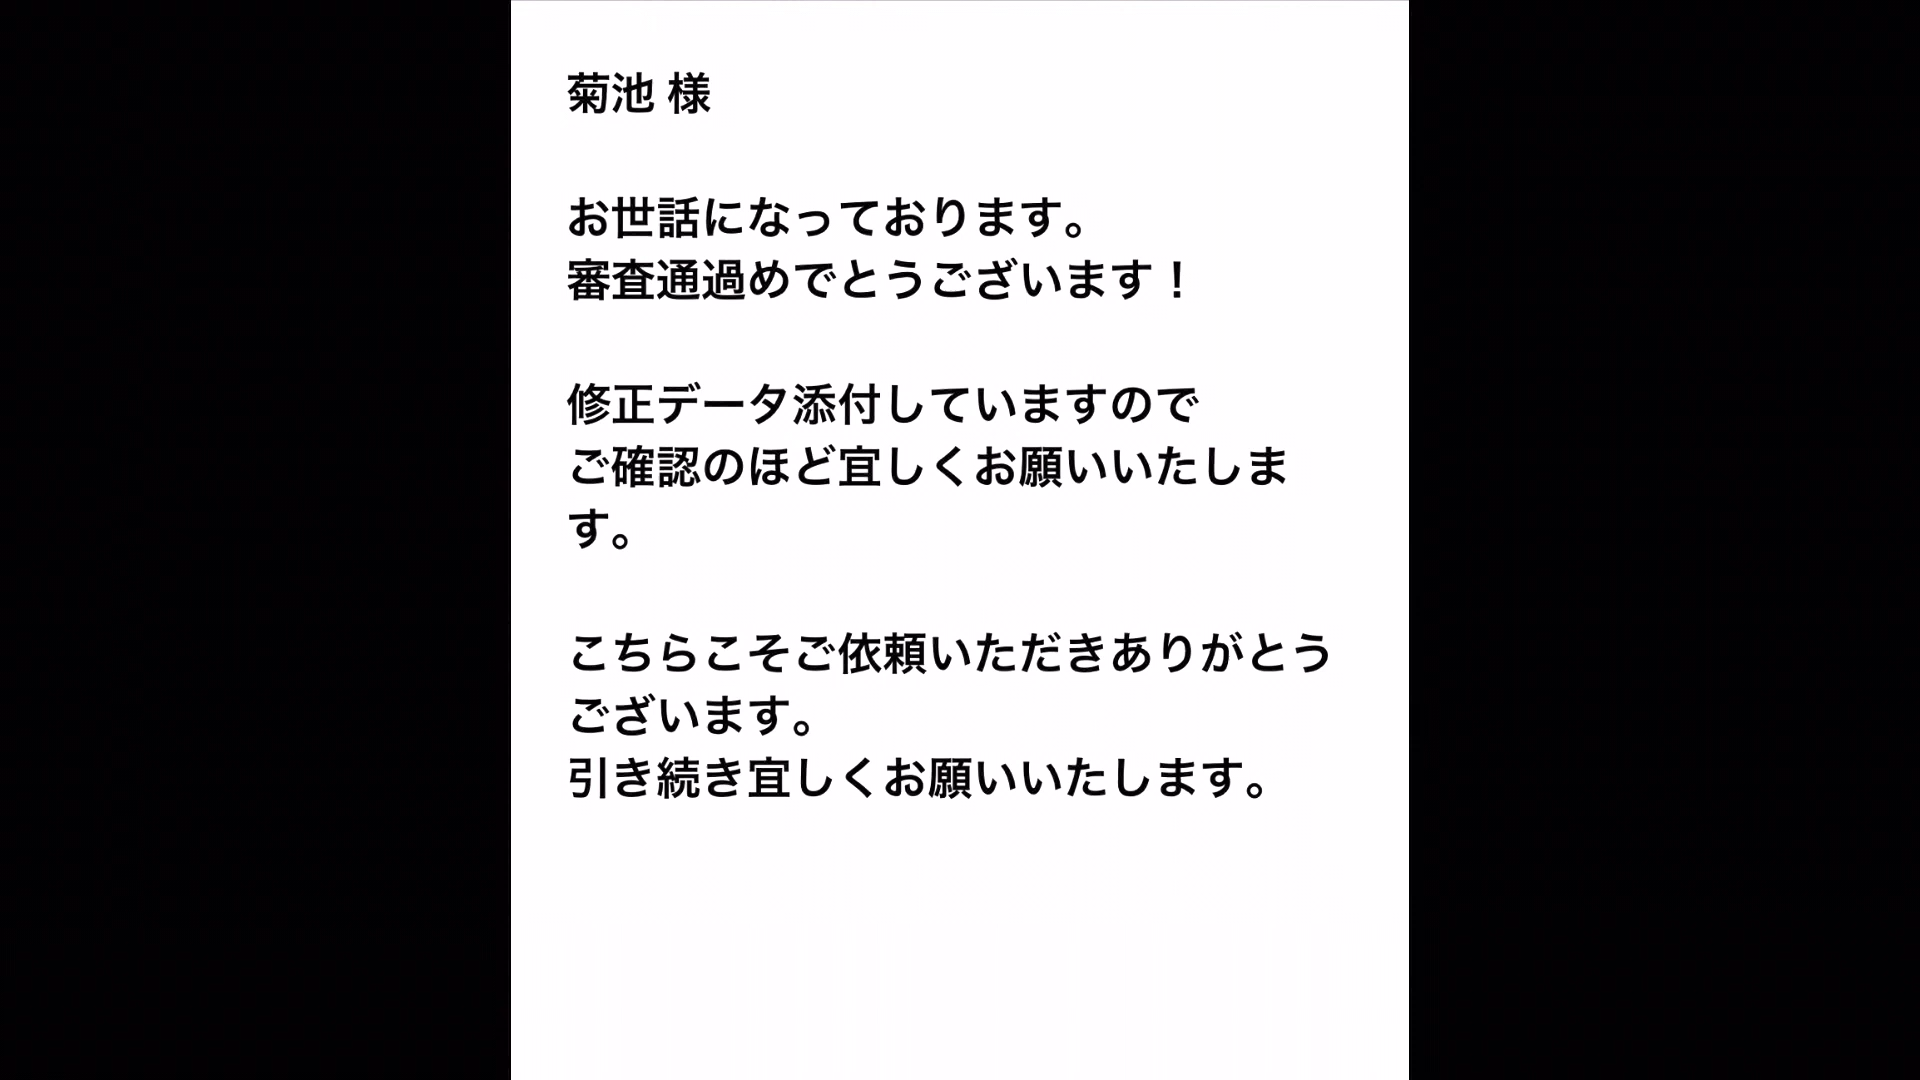 菊池 様
お世話になっております。
審査通過めでとうございます！
修正データ添付していますので
ご確認のほど宜しくお願いいたしま
す。
こちらこそご依頼いただきありがとう
ございます。
引き続き宜しくお願いいたします。